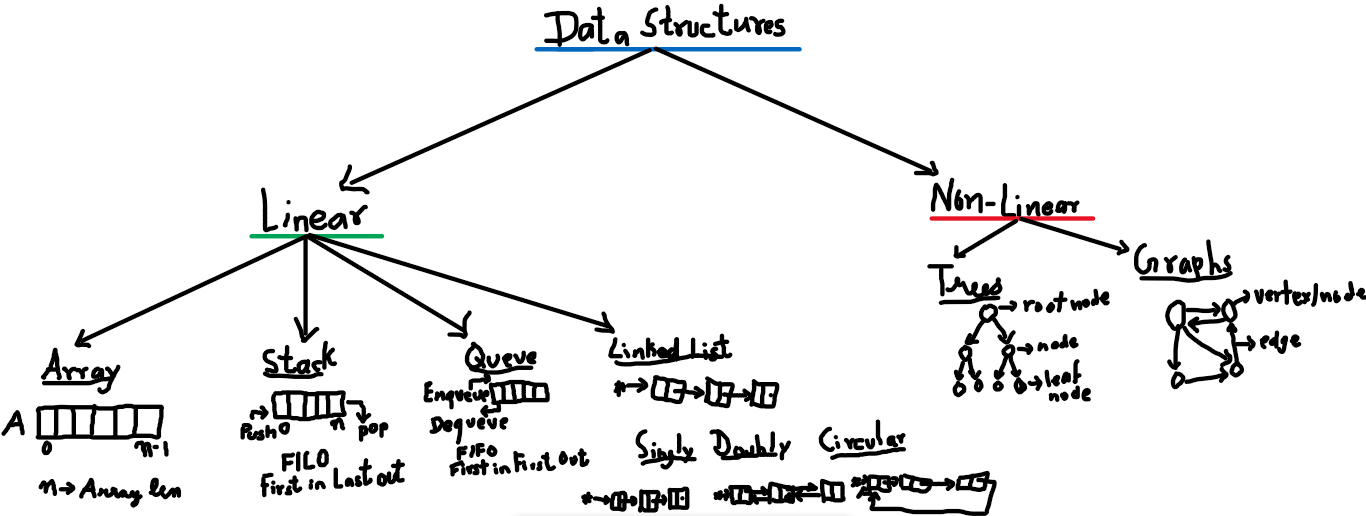 Data Structures
Linear
Non-Linear
Trees
root node
node
leaf
node
Graphs
vertex/node
edge
Array
A
0
n-1
n→ Array len
Stack
Push
0
n
pop
FILO
First in Last out
Queue
Enqueue
Dequeue
FIFO
First in First Out
Linked List
*
Singly
Doubly
Circular
*
*
*